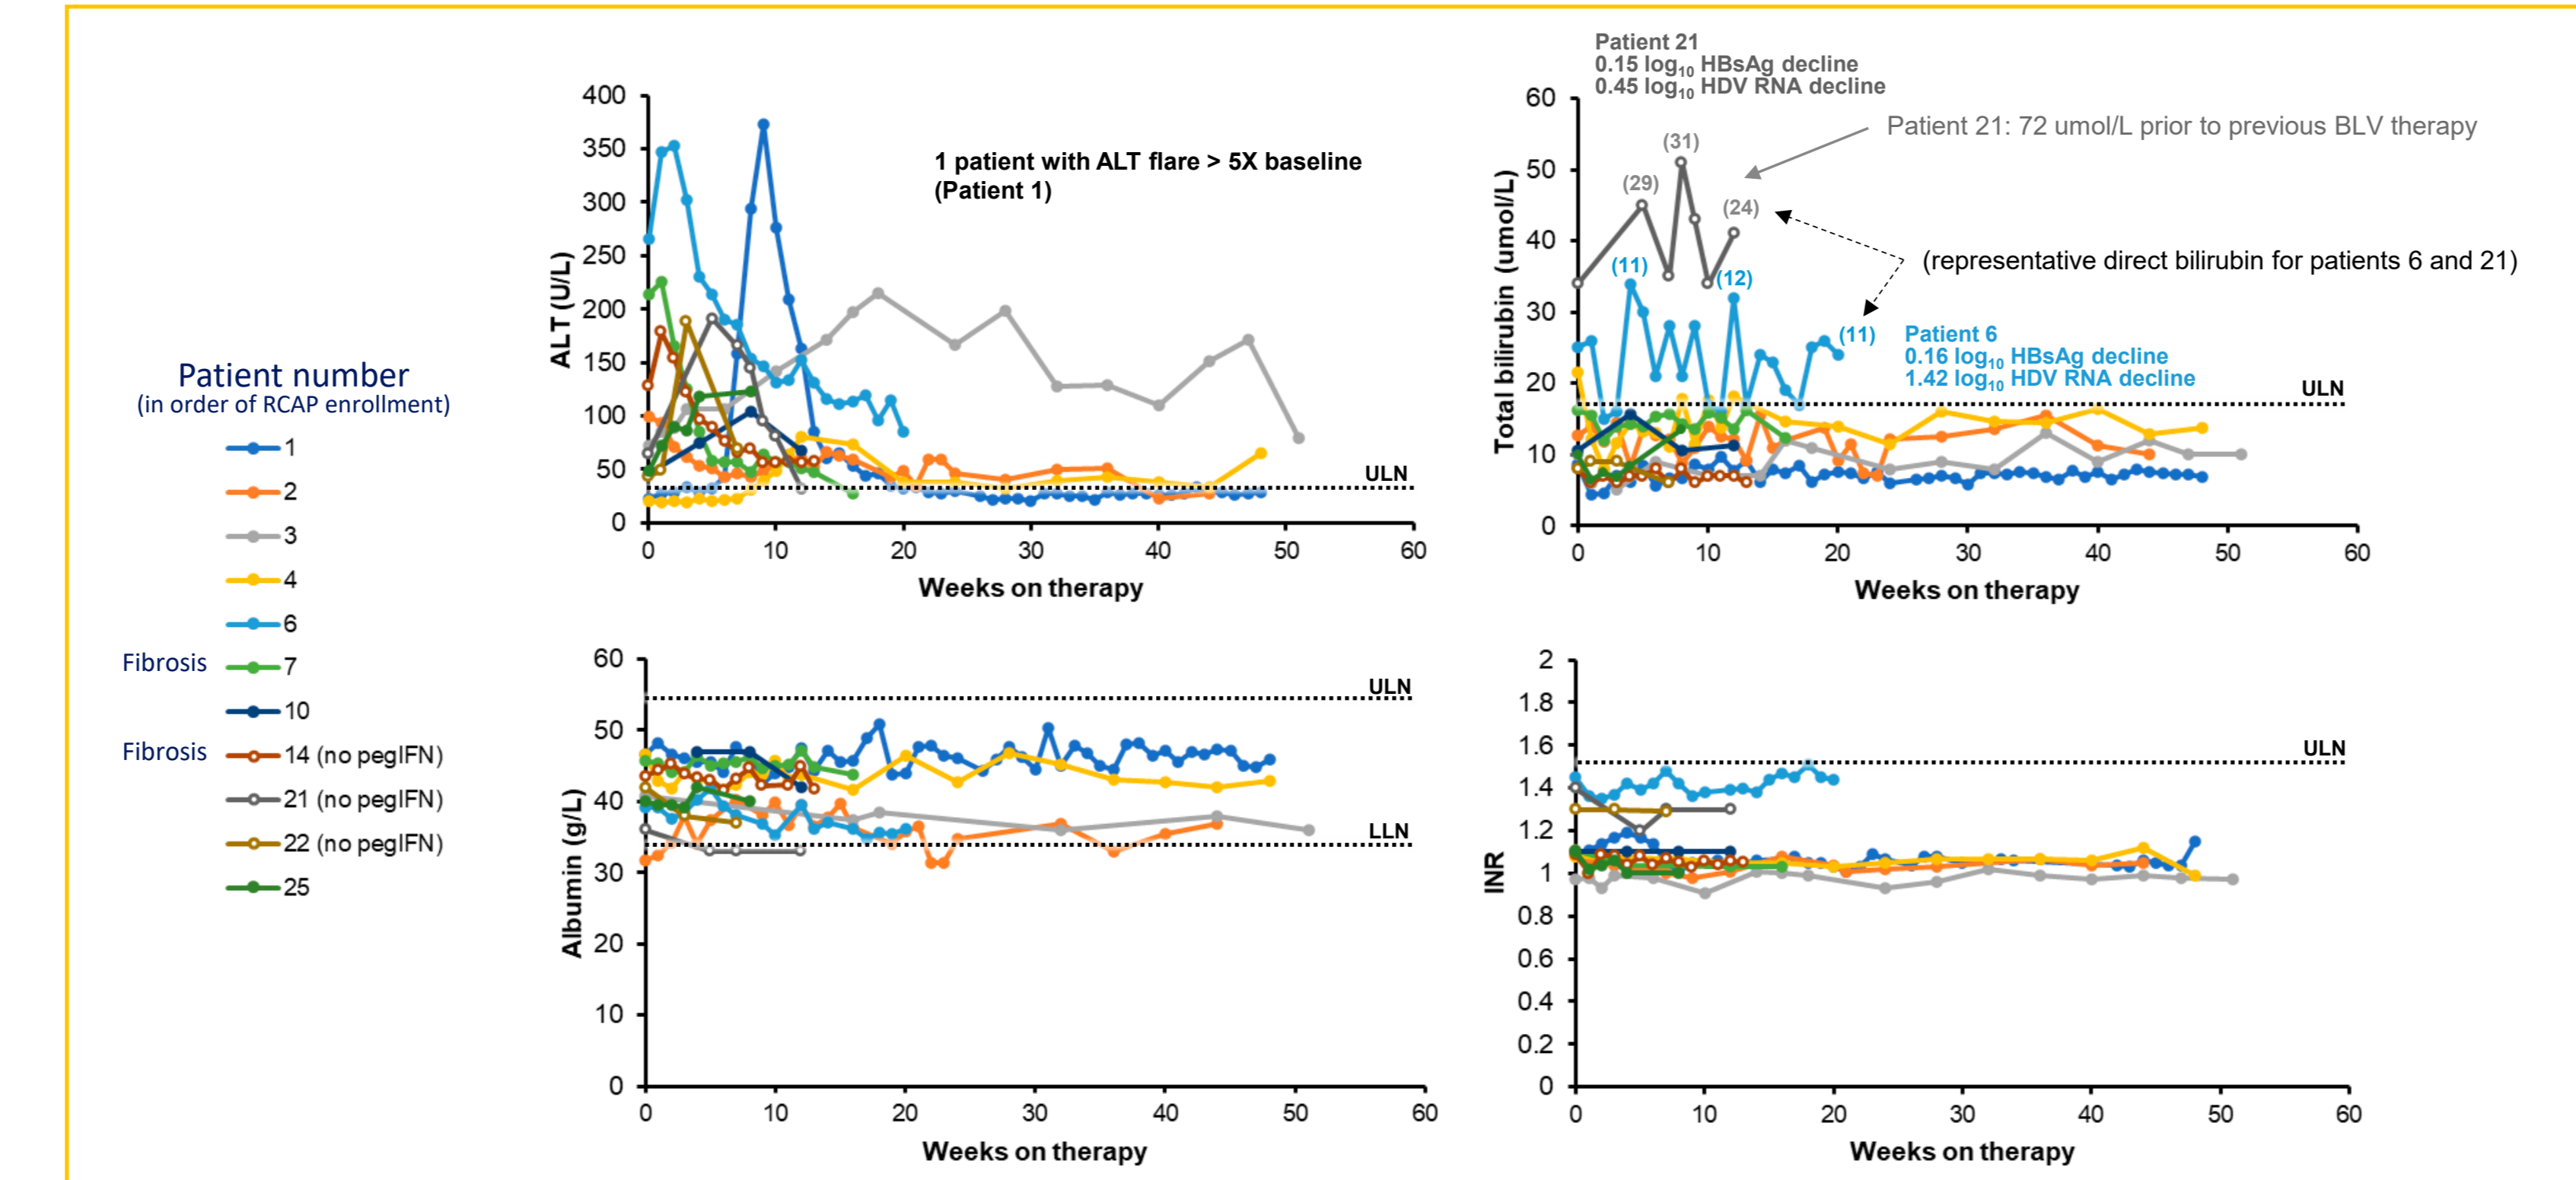 Patient number
(in order of RCAP enrollment)
1
2
3
4
6
Fibrosis 7
10
Fibrosis 14 (no pegIFN)
21 (no pegIFN)
22 (no pegIFN)
25
ALT (U/L)
400
350
300
250
200
150
100
50
0
1 patient with ALT flare > 5X baseline
(Patient 1)
ULN
0 10 20 30 40 50 60
Weeks on therapy
Patient 21
0.15 log10 HBsAg decline
0.45 log10 HDV RNA decline
Patient 21: 72 umol/L prior to previous BLV therapy
Total bilirubin (umol/L)
60
50
40
30
20
10
0
(31)
(29)
(24)
(representative direct bilirubin for patients 6 and 21)
(11)
(12)
(11)
Patient 6
0.16 log10 HBsAg decline
1.42 log10 HDV RNA decline
ULN
0 10 20 30 40 50 60
Weeks on therapy
Albumin (g/L)
60
50
40
30
20
10
0
ULN
LLN
0 10 20 30 40 50 60
Weeks on therapy
INR
2
1.8
1.6
1.4
1.2
1
0.8
0.6
0.4
0.2
0
ULN
0 10 20 30 40 50 60
Weeks on therapy